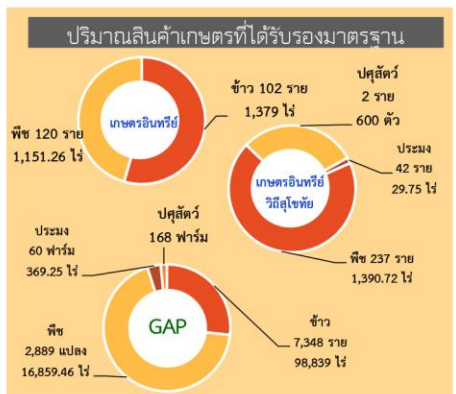 ปริมาณสินค้าเกษตรที่ได้รับรองมาตรฐาน
เกษตรอินทรีย์
พืช 120 ราย
1,151.26 ไร่
ข้าว 102 ราย
1,379 ไร่
ปศุสัตว์
2 ราย
600 ตัว
ประมง
42 ราย
29.75 ไร่
เกษตรอินทรีย์
วิถีสุโขทัย
พืช 237 ราย
1,390.72 ไร่
ปศุสัตว์
168 ฟาร์ม
ประมง
60 ฟาร์ม
369.25 ไร่
GAP
พืช
2,889 แปลง
16,859.46 ไร่
ข้าว
7,348 ราย
98,839 ไร่